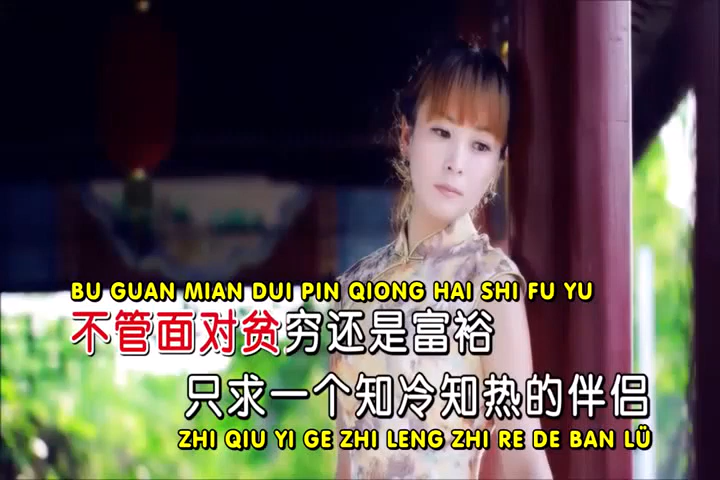 BU GUAN MIAN DUI PIN QIONG HAI SHI FU YU
不管面对贫穷还是富裕
只求一个知冷知热的伴侣
ZHI QIU YI GE ZHI LENG ZHI RE DE BAN LÜ